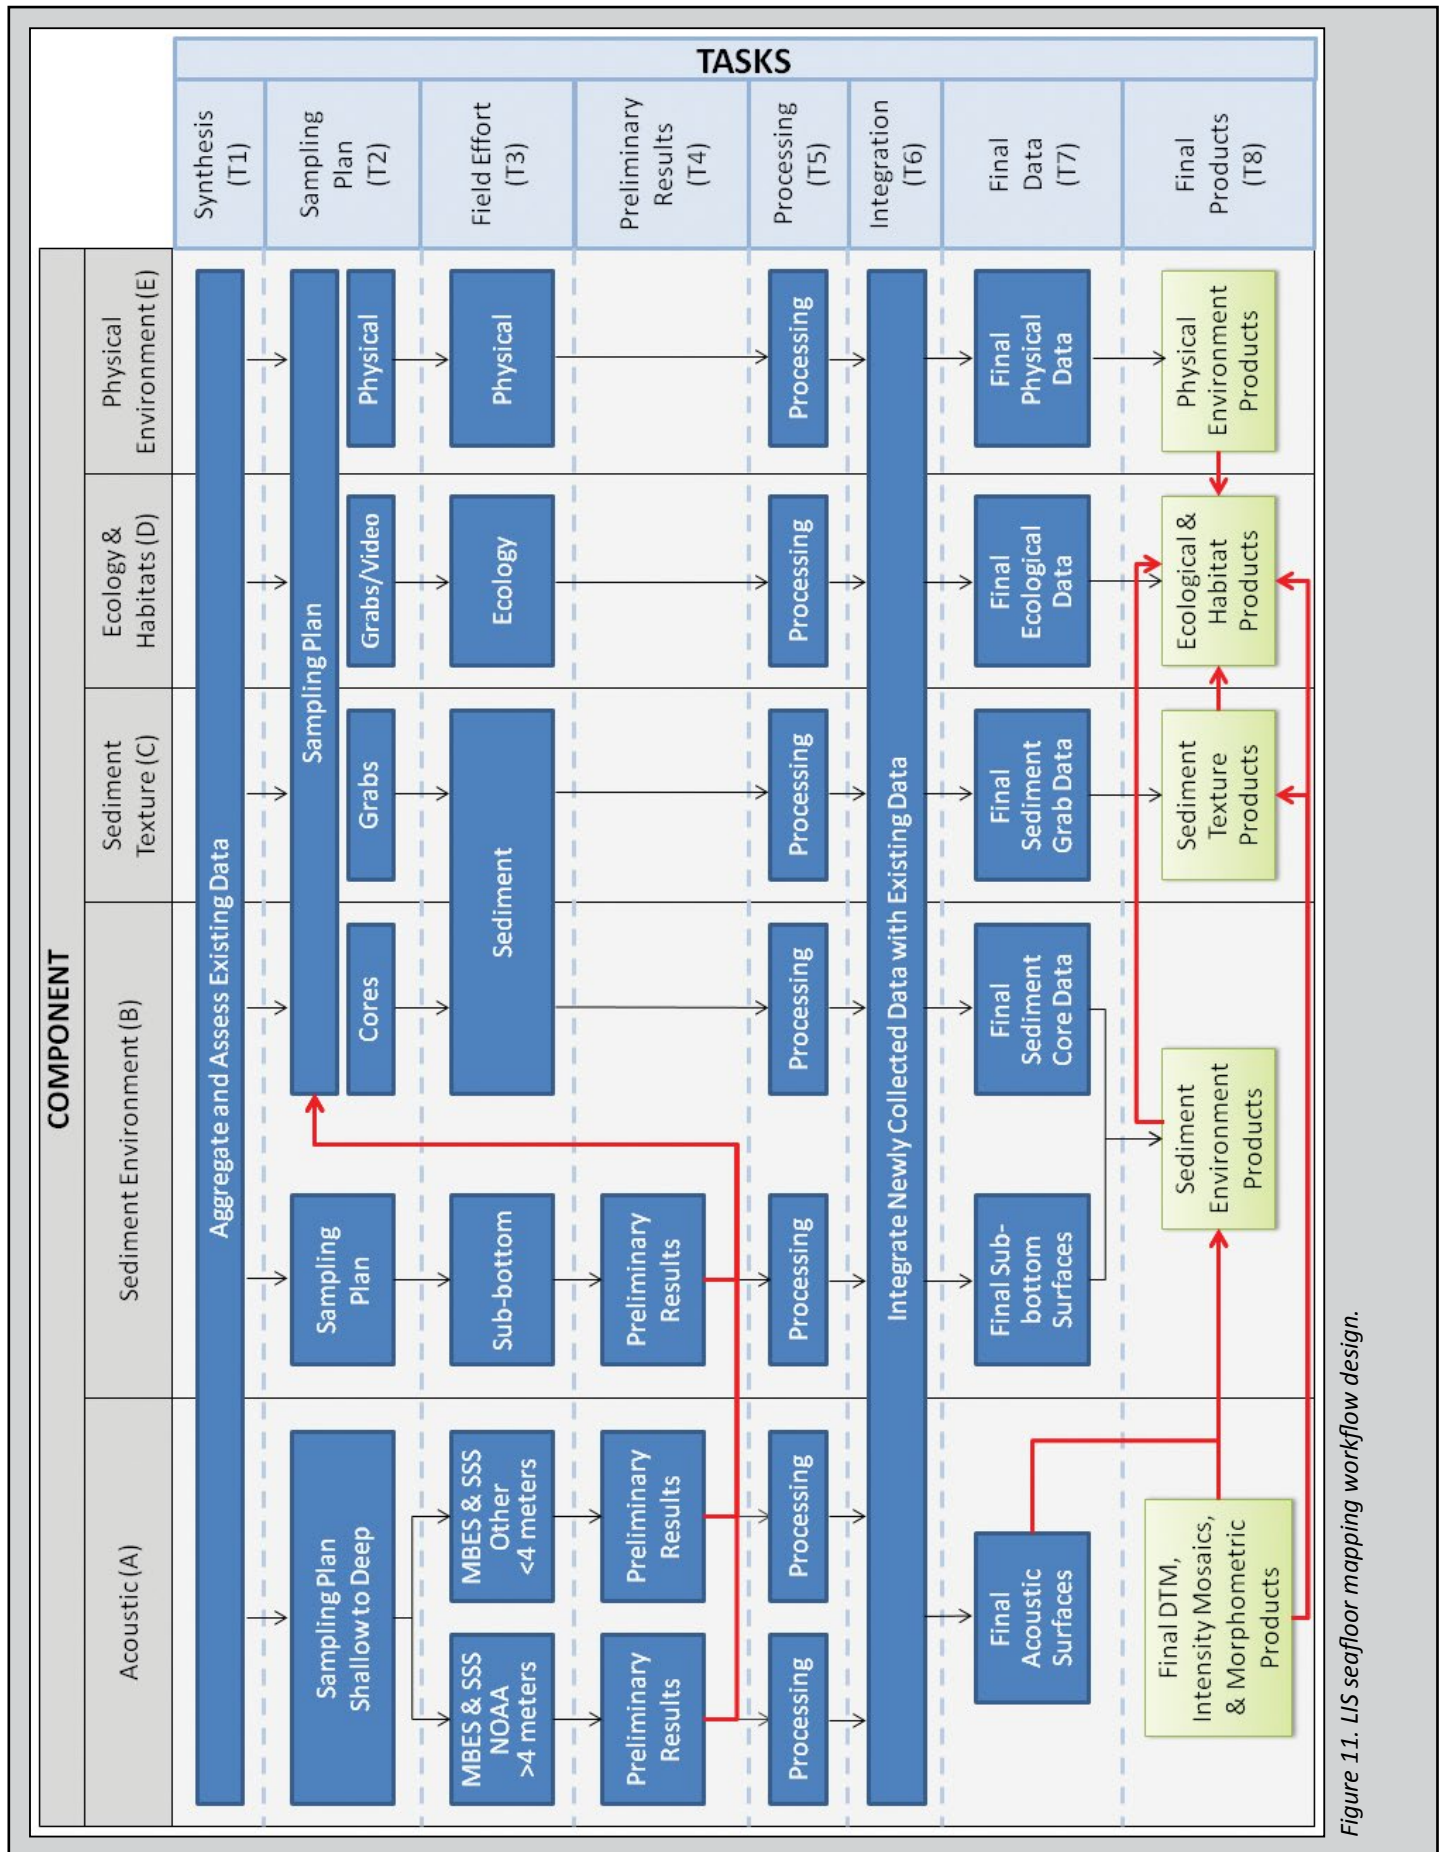 COMPONENT
Acoustic (A)
Sediment Environment (B)
Sediment
Texture (C)
Ecology &
Habitats (D)
Physical
Environment (E)
TASKS
Aggregate and Assess Existing Data
Synthesis
(T1)
Sampling Plan
Shallow to Deep
Sampling
Plan
Sampling Plan
Cores
Grabs
Grabs/Video
Physical
Sampling
Plan
(T2)
MBES & SSS
NOAA
>4 meters
MBES & SSS
Other
<4 meters
Sub-bottom
Sediment
Ecology
Physical
Field Effort
(T3)
Preliminary
Results
Preliminary
Results
Preliminary
Results
Preliminary
Results
(T4)
Processing
Processing
Processing
Processing
Processing
Processing
Processing
Processing
(T5)
Integrate Newly Collected Data with Existing Data
Integration
(T6)
Final
Acoustic
Surfaces
Final Sub-
bottom
Surfaces
Final
Sediment
Core Data
Final
Sediment
Grab Data
Final
Ecological
Data
Final
Physical
Data
Final
Data
(T7)
Final DTM,
Intensity Mosaics,
& Morphometric
Products
Sediment
Environment
Products
Sediment
Texture
Products
Ecological &
Habitat
Products
Physical
Environment
Products
Final
Products
(T8)
Figure 11. LIS seafloor mapping workflow design.